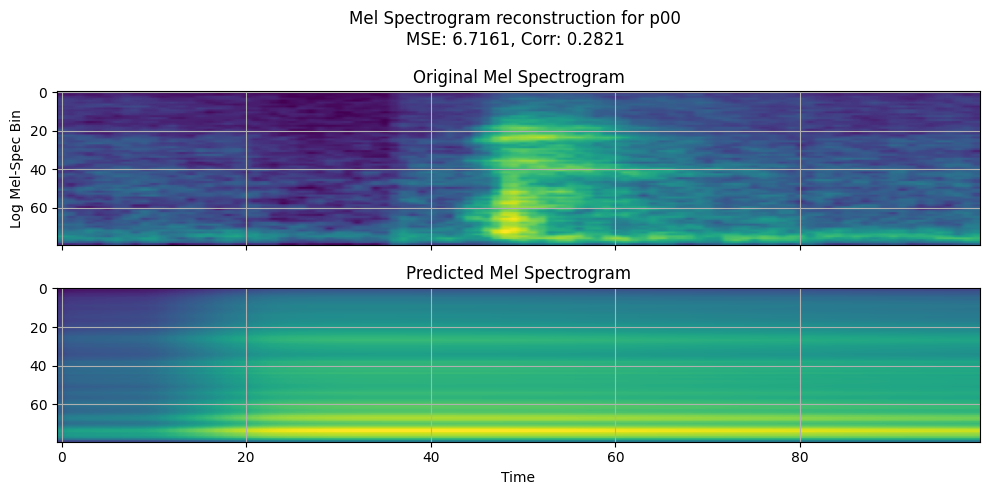 Mel Spectrogram reconstruction for p00
MSE: 6.7161, Corr: 0.2821
Original Mel Spectrogram
0
20
40
60
Log Mel-Spec Bin
Predicted Mel Spectrogram
0
20
40
60
0 20 40 60 80
Time